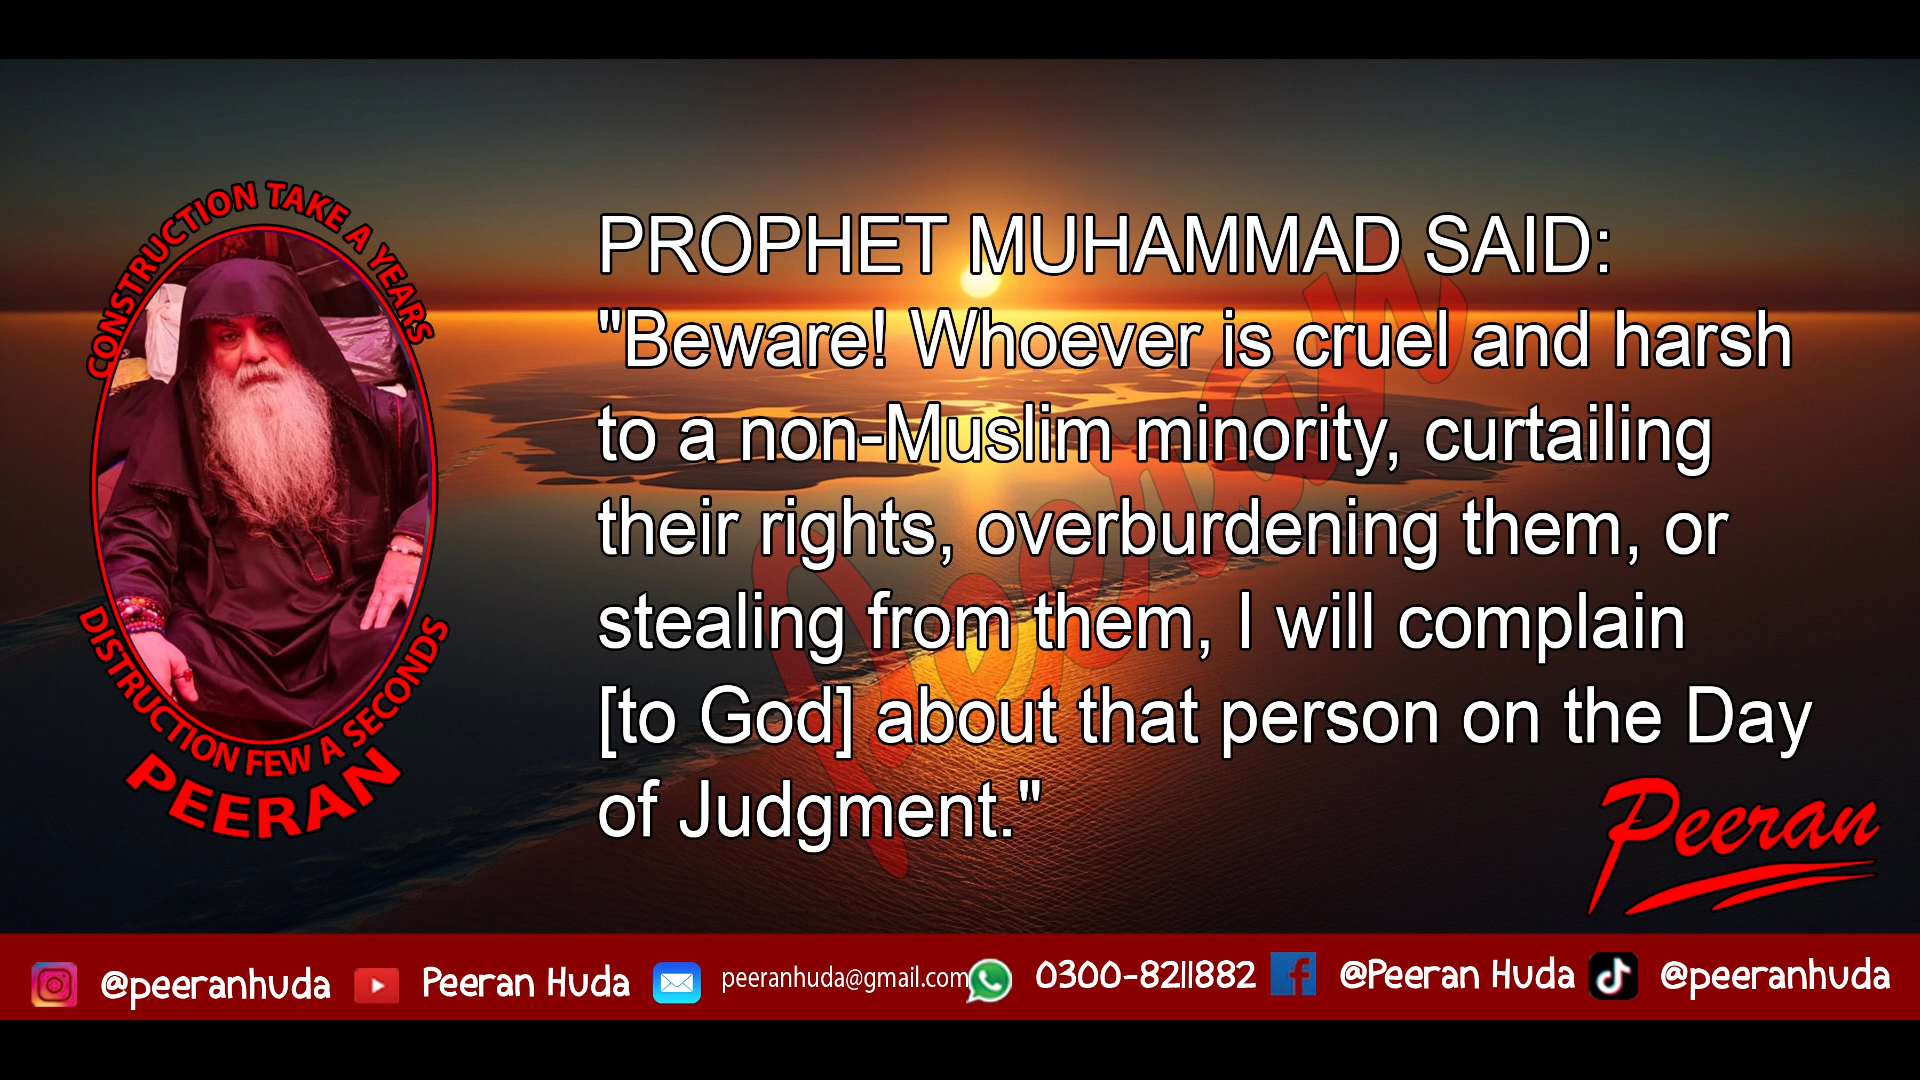 CONSTRUCTION TAKE A YEARS
DISTRUCTION FEW A SECONDS
PEERAN
PROPHET MUHAMMAD SAID:
"Beware! Whoever is cruel and harsh
to a non-Muslim minority, curtailing
their rights, overburdening them, or
stealing from them, I will complain
[to God] about that person on the Day
of Judgment."
Peeran
Peeran
@peeranhuda
Peeran Huda
peeranhuda@gmail.com
0300-8211882
@Peeran Huda
@peeranhuda